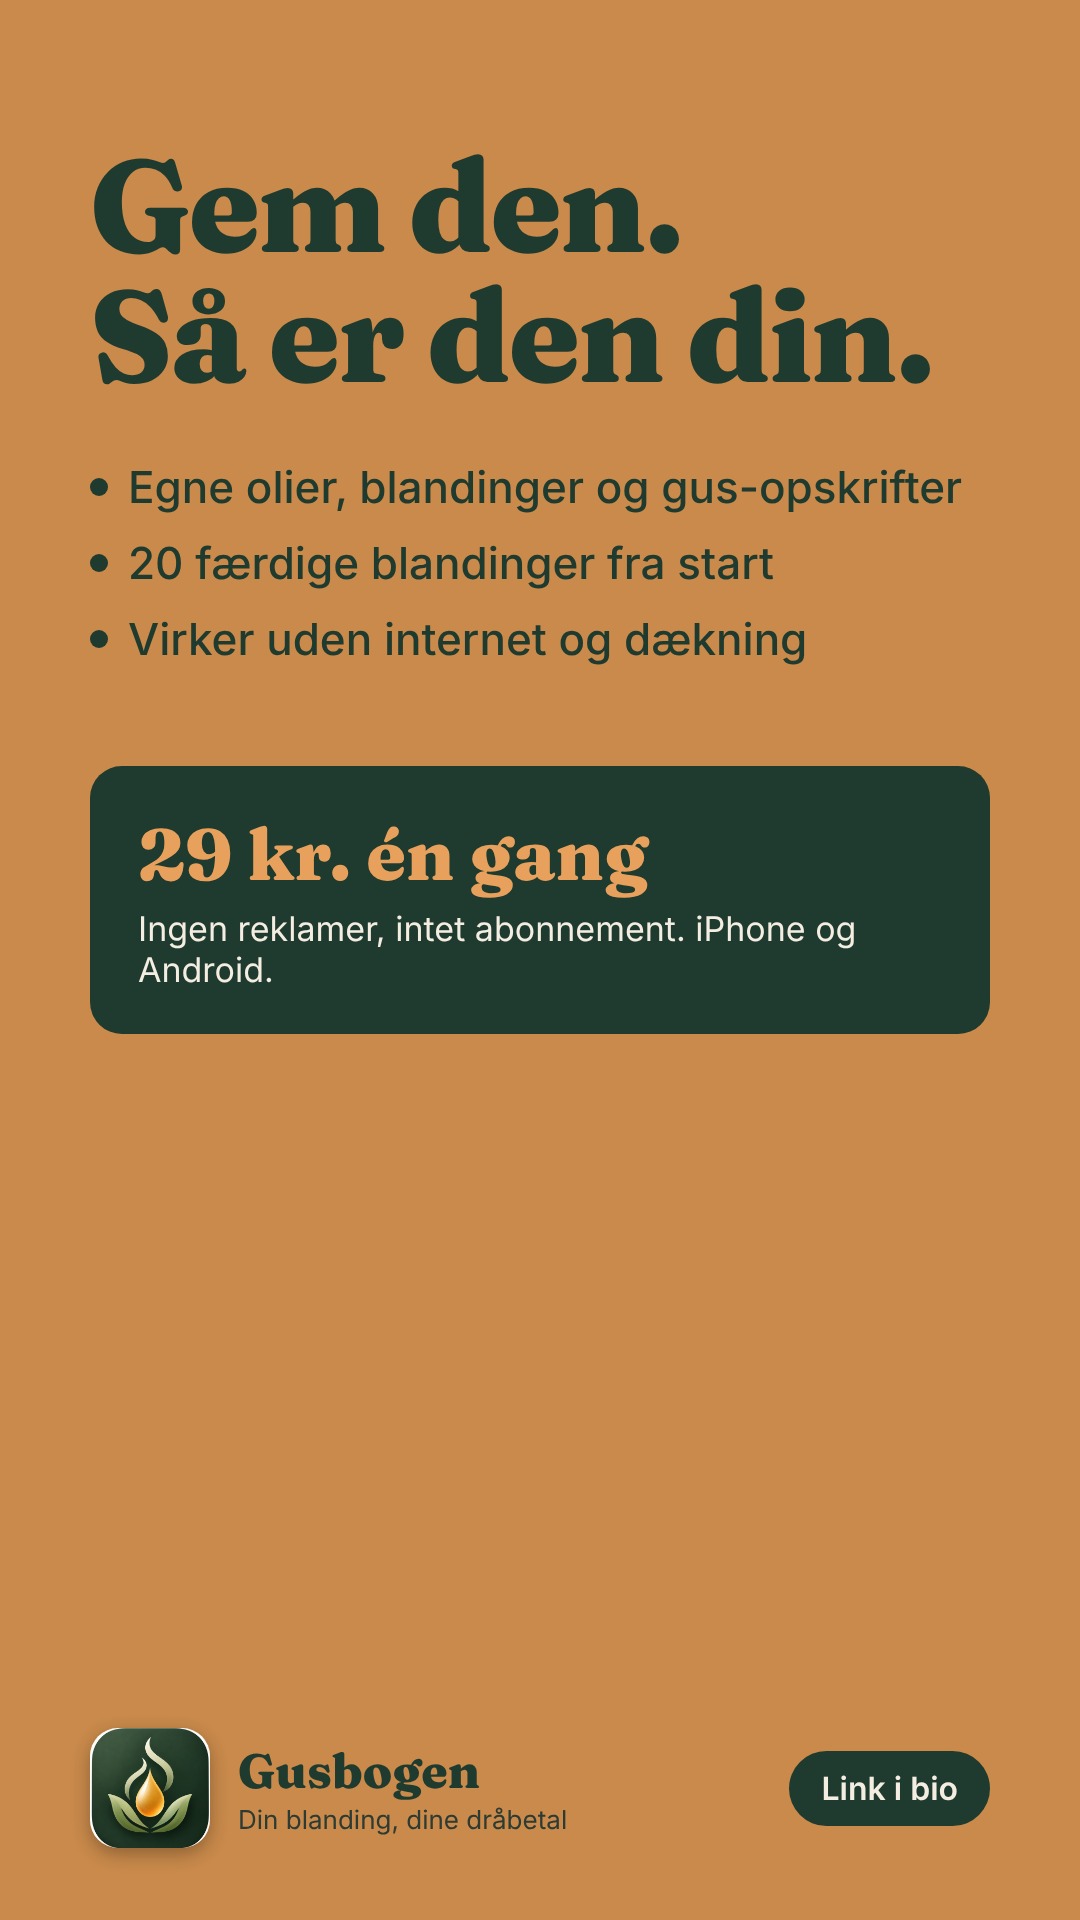 Gem den.
Så er den din.
Egne olier, blandinger og gus-opskrifter
20 færdige blandinger fra start
Virker uden internet og dækning
29 kr. én gang
Ingen reklamer, intet abonnement. iPhone og
Android.
Gusbogen
Din blanding, dine dråbetal
Link i bio